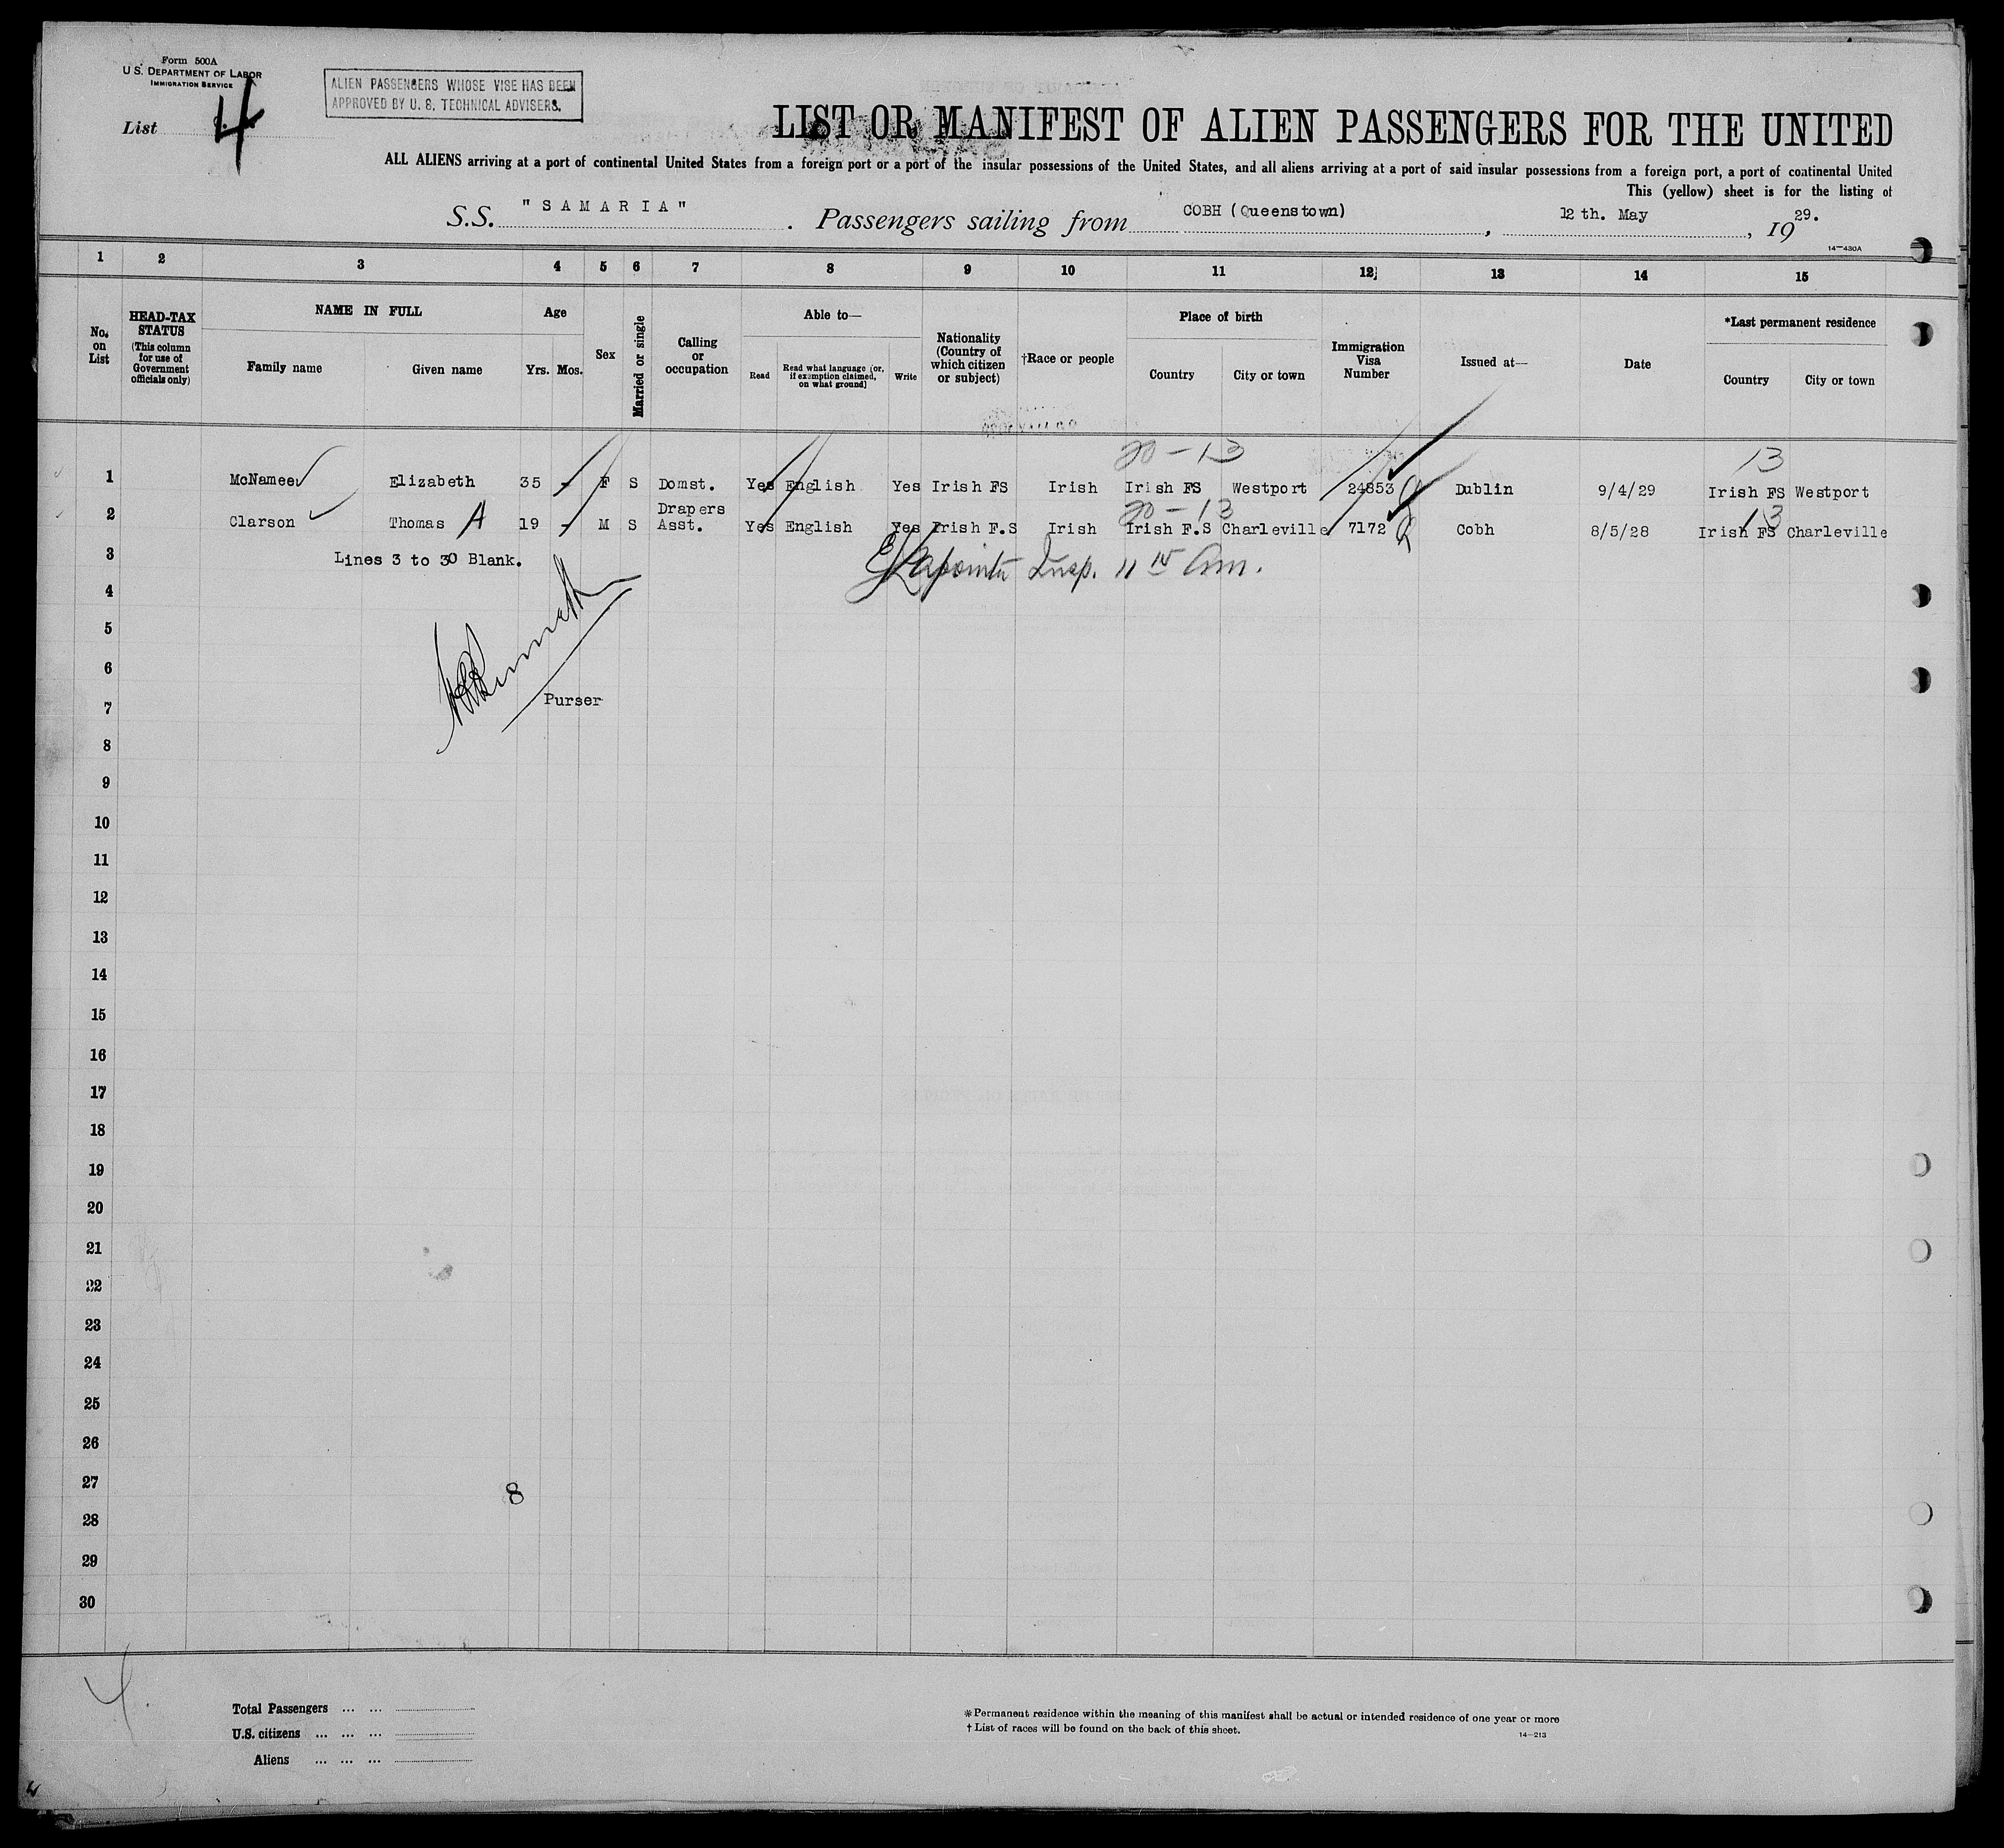 Form 500A
U.S. DEPARTMENT OF LABOR
IMMIGRATION SERVICE
ALIEN PASSENGERS WHOSE VISE HAS BEEN
APPROVED BY U. S. TECHNICAL ADVISERS.
List 4
LIST OR MANIFEST OF ALIEN PASSENGERS FOR THE UNITED
ALL ALIENS arriving at a port of continental United States from a foreign port or a port of the insular possessions of the United States, and all aliens arriving at a port of said insular possessions from a foreign port, a port of continental United
This (yellow) sheet is for the listing of
S.S. "SAMARIA". Passengers sailing from COBH (Queenstown), 12th. May, 1929.
14—430A
1 2 3 4 5 6 7 8 9 10 11 12 13 14 15
No. on List
HEAD-TAX STATUS (This column for use of Government officials only)
NAME IN FULL
Family name Given name
Age
Yrs. Mos.
Sex
Married or single
Calling or occupation
Able to—
Read Read what language (or, if exemption claimed, on what ground) Write
Nationality (Country of which citizen or subject)
†Race or people
Place of birth
Country City or town
Immigration Visa Number
Issued at—
Date
*Last permanent residence
Country City or town
20 — 13 13
1 McNamee Elizabeth 35 - F S Domst. Yes English Yes Irish FS Irish Irish FS Westport 24853 Dublin 9/4/29 Irish FS Westport
20 — 13 13
2 Clarson Thomas A 19 - M S Drapers Asst. Yes English Yes Irish F.S Irish Irish F.S Charleville 7172 Cobh 8/5/28 Irish FS Charleville
3 Lines 3 to 30 Blank. Insp.
4
5
6
7 Purser
8
9
10
11
12
13
14
15
16
17
18
19
20
21
22
23
24
25
26
27
8
28
29
30
4.
Total Passengers ... ...
U.S. citizens ... ... ...
Aliens ... ... ...
*Permanent residence within the meaning of this manifest shall be actual or intended residence of one year or more
†List of races will be found on the back of this sheet.
14—213